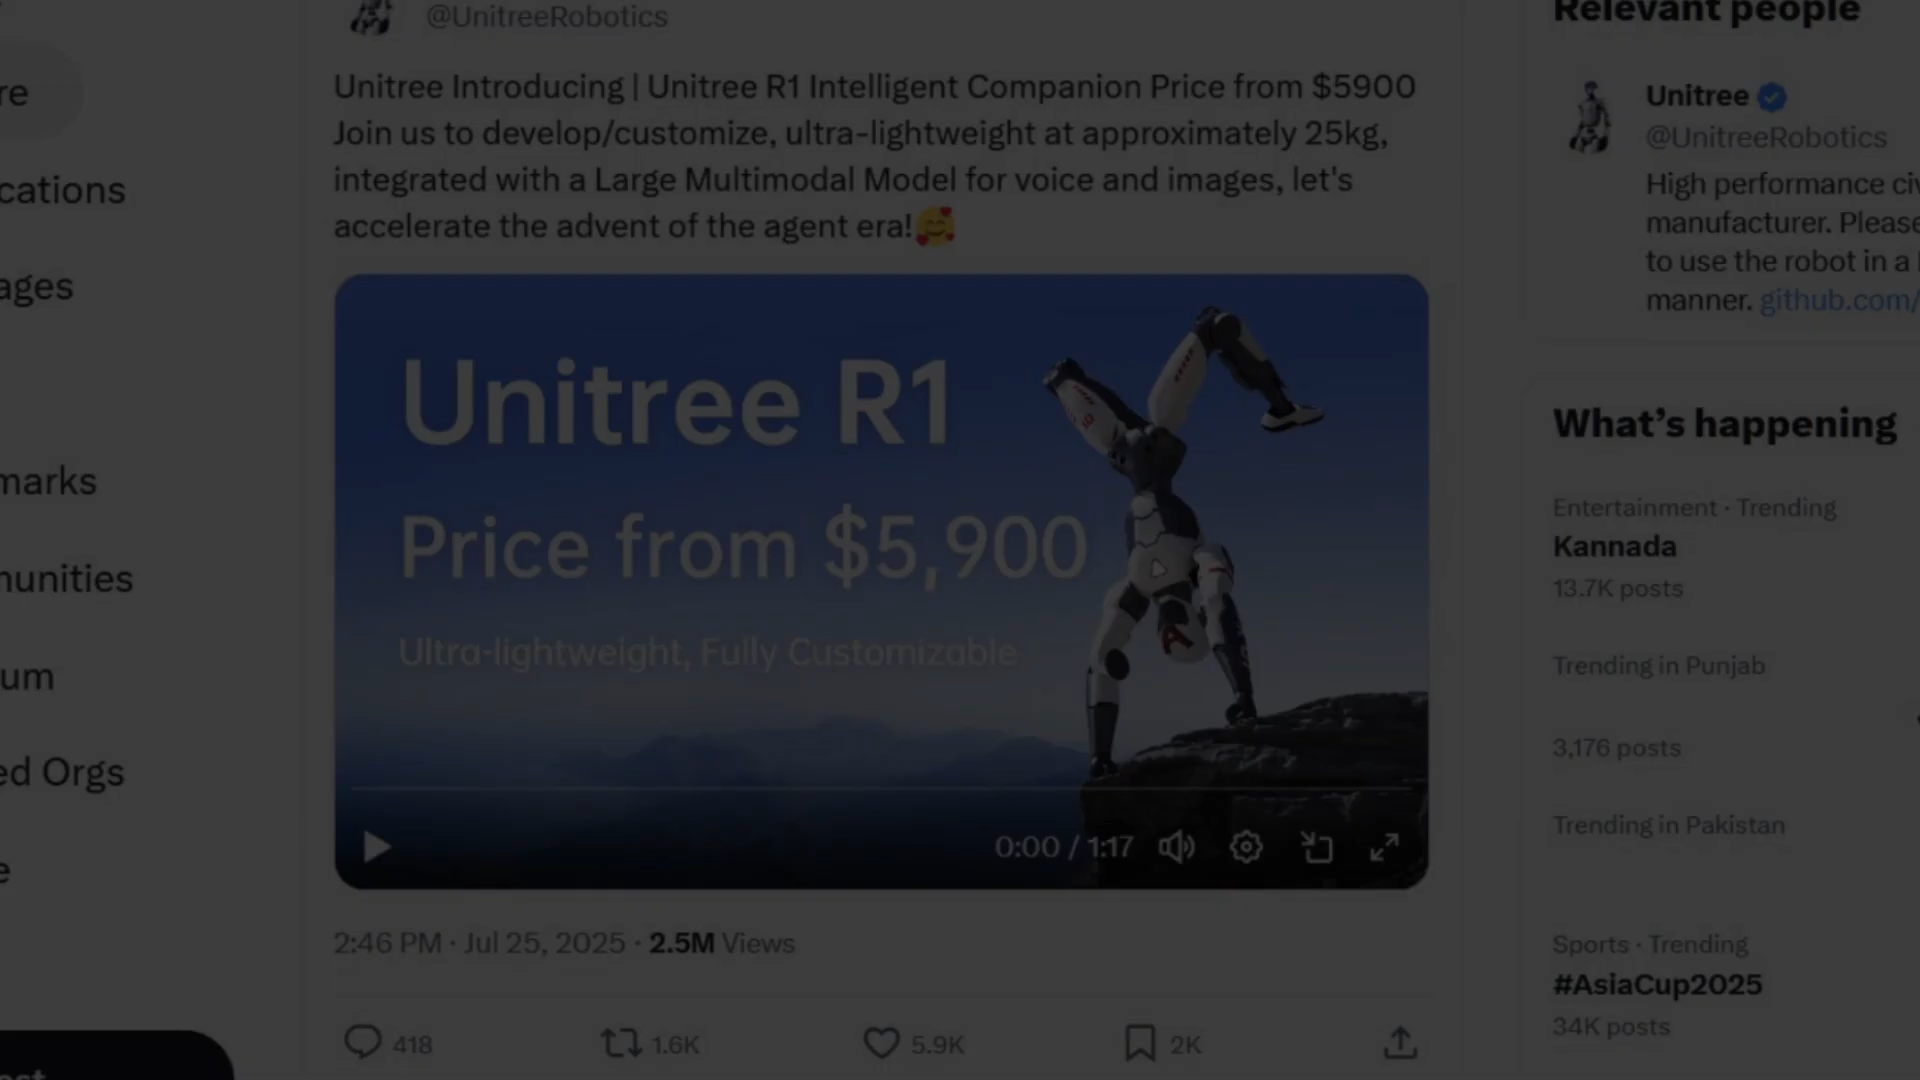 @UnitreeRobotics
Unitree Introducing | Unitree R1 Intelligent Companion Price from $5900
Join us to develop/customize, ultra-lightweight at approximately 25kg,
integrated with a Large Multimodal Model for voice and images, let's
accelerate the advent of the agent era!🥰
Unitree R1
Price from $5,900
Ultra-lightweight, Fully Customizable
0:00 / 1:17
2:46 PM · Jul 25, 2025 · 2.5M Views
418
1.6K
5.9K
2K
re
cations
ages
marks
nunities
um
ed Orgs
e
Relevant people
Unitree
@UnitreeRobotics
High performance civ
manufacturer. Please
to use the robot in a
manner. github.com/
What's happening
Entertainment · Trending
Kannada
13.7K posts
Trending in Punjab
3,176 posts
Trending in Pakistan
Sports · Trending
#AsiaCup2025
34K posts